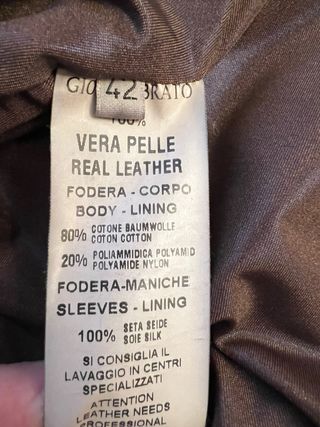 GIO 42 BRATO
100%
VERA PELLE
REAL LEATHER
FODERA - CORPO
BODY - LINING
80% COTONE BAUMWOLLE
COTON COTTON
20% POLIAMMIDICA POLYAMID
POLYAMIDE NYLON
FODERA-MANICHE
SLEEVES - LINING
100% SETA SEIDE
SOIE SILK
SI CONSIGLIA IL
LAVAGGIO IN CENTRI
SPECIALIZZATI
ATTENTION
LEATHER NEEDS
PROFESSIONAL